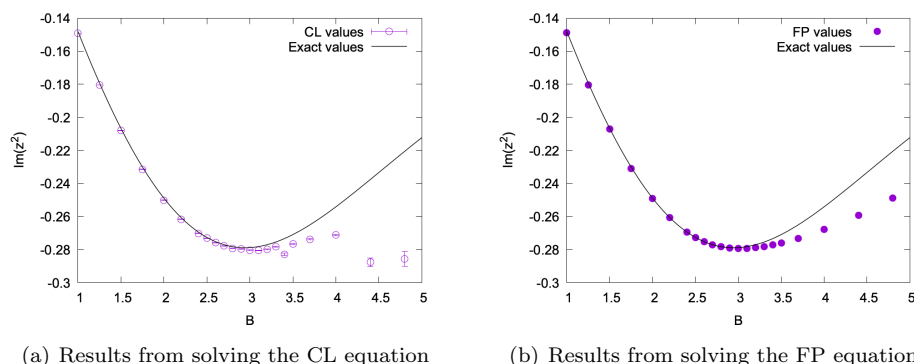 -0.14
-0.16
-0.18
-0.2
-0.22
-0.24
-0.26
-0.28
-0.3
Im(z²)
CL values
Exact values
1 1.5 2 2.5 3 3.5 4 4.5 5
B
(a) Results from solving the CL equation
-0.14
-0.16
-0.18
-0.2
-0.22
-0.24
-0.26
-0.28
-0.3
Im(z²)
FP values
Exact values
1 1.5 2 2.5 3 3.5 4 4.5 5
B
(b) Results from solving the FP equation